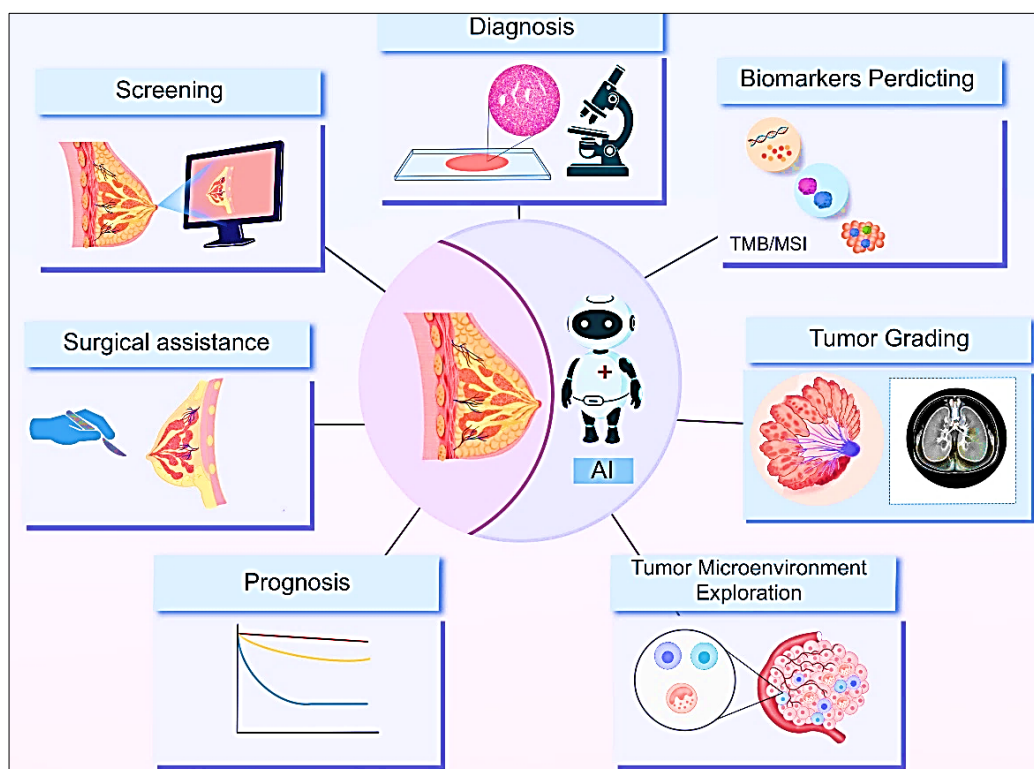 Diagnosis
Screening
Biomarkers Perdicting
TMB/MSI
Surgical assistance
Tumor Grading
AI
Prognosis
Tumor Microenvironment
Exploration